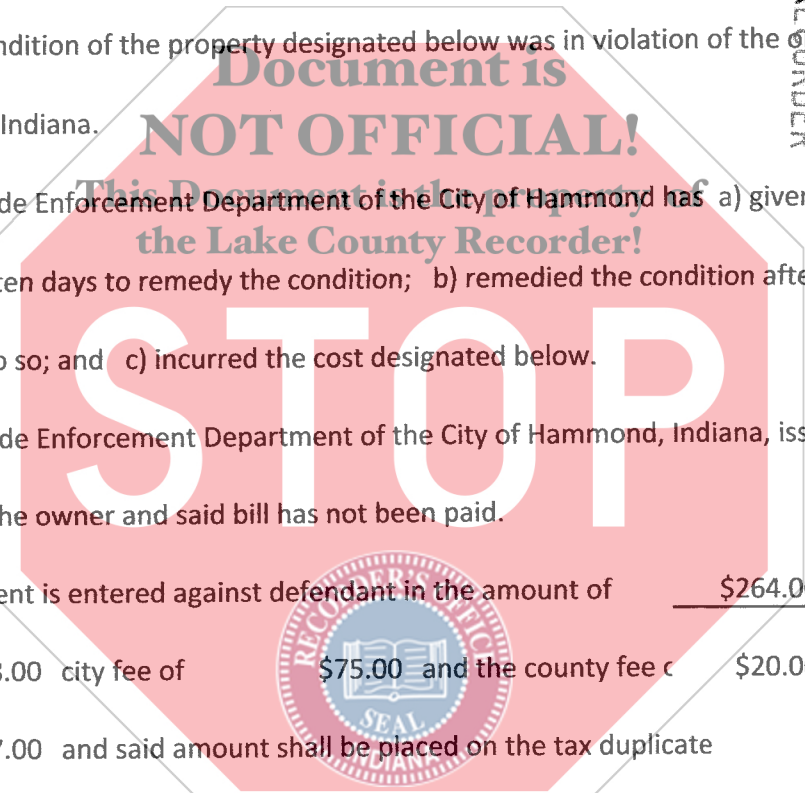 ndition of the property designated below was in violation of the o
RECORDER
Document is
Indiana.
NOT OFFICIAL!
de Enforcement Department of the City of Hammond has a) given
This Document is the property of
the Lake County Recorder!
ten days to remedy the condition; b) remedied the condition afte
STOP
o so; and c) incurred the cost designated below.
de Enforcement Department of the City of Hammond, Indiana, iss
he owner and said bill has not been paid.
ent is entered against defendant in the amount of $264.0
.00 city fee of $75.00 and the county fee $20.0
.00 and said amount shall be placed on the tax duplicate
RECORDER'S OFFICE
SEAL
INDIANA